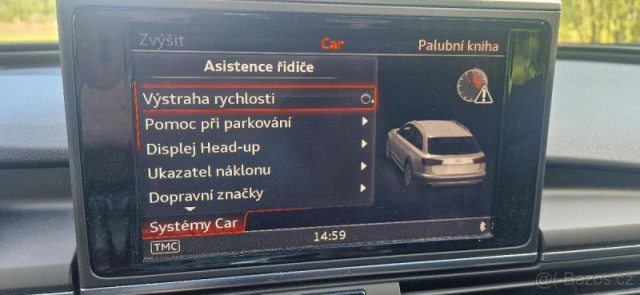 Zvýšit Car Palubní kniha
Asistence řidiče
Výstraha rychlosti
Pomoc při parkování
Displej Head-up
Ukazatel náklonu
Dopravní značky
Systémy Car
TMC 14:59
Bazos.cz